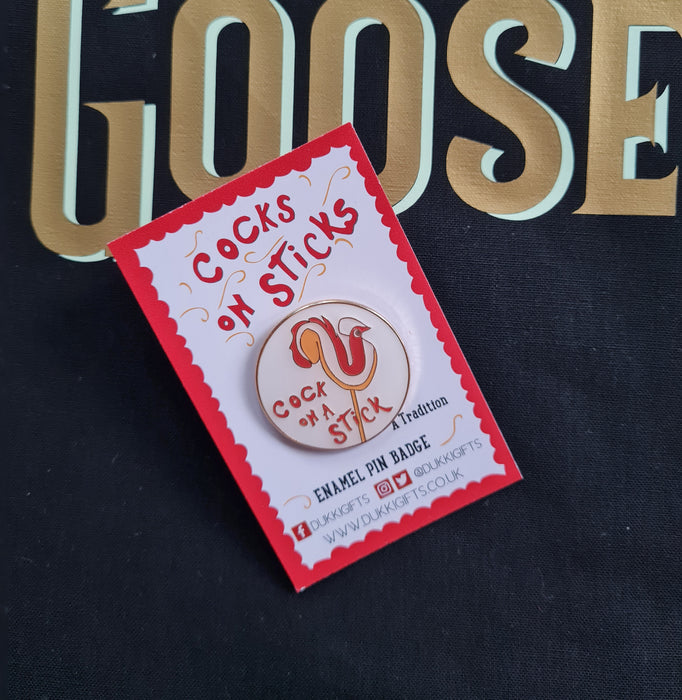 GOOSE
COCKS
ON STICKS
COCK
ON A
STICK
A Tradition
ENAMEL PIN BADGE
DUKKIGIFTS @DUKKIGIFTS
WWW.DUKKIGIFTS.CO.UK